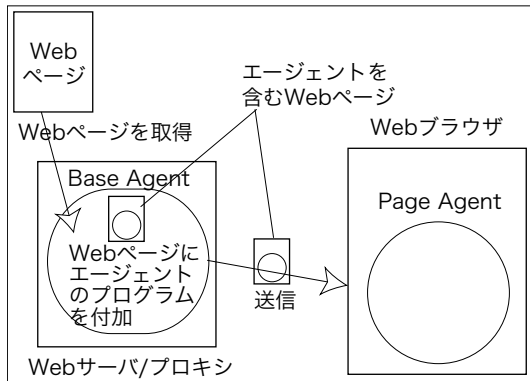 Web
ページ
エージェントを
含むWebページ
Webページを取得
Webブラウザ
Base Agent
Page Agent
Webページに
エージェント
のプログラム
を付加
送信
Webサーバ/プロキシ